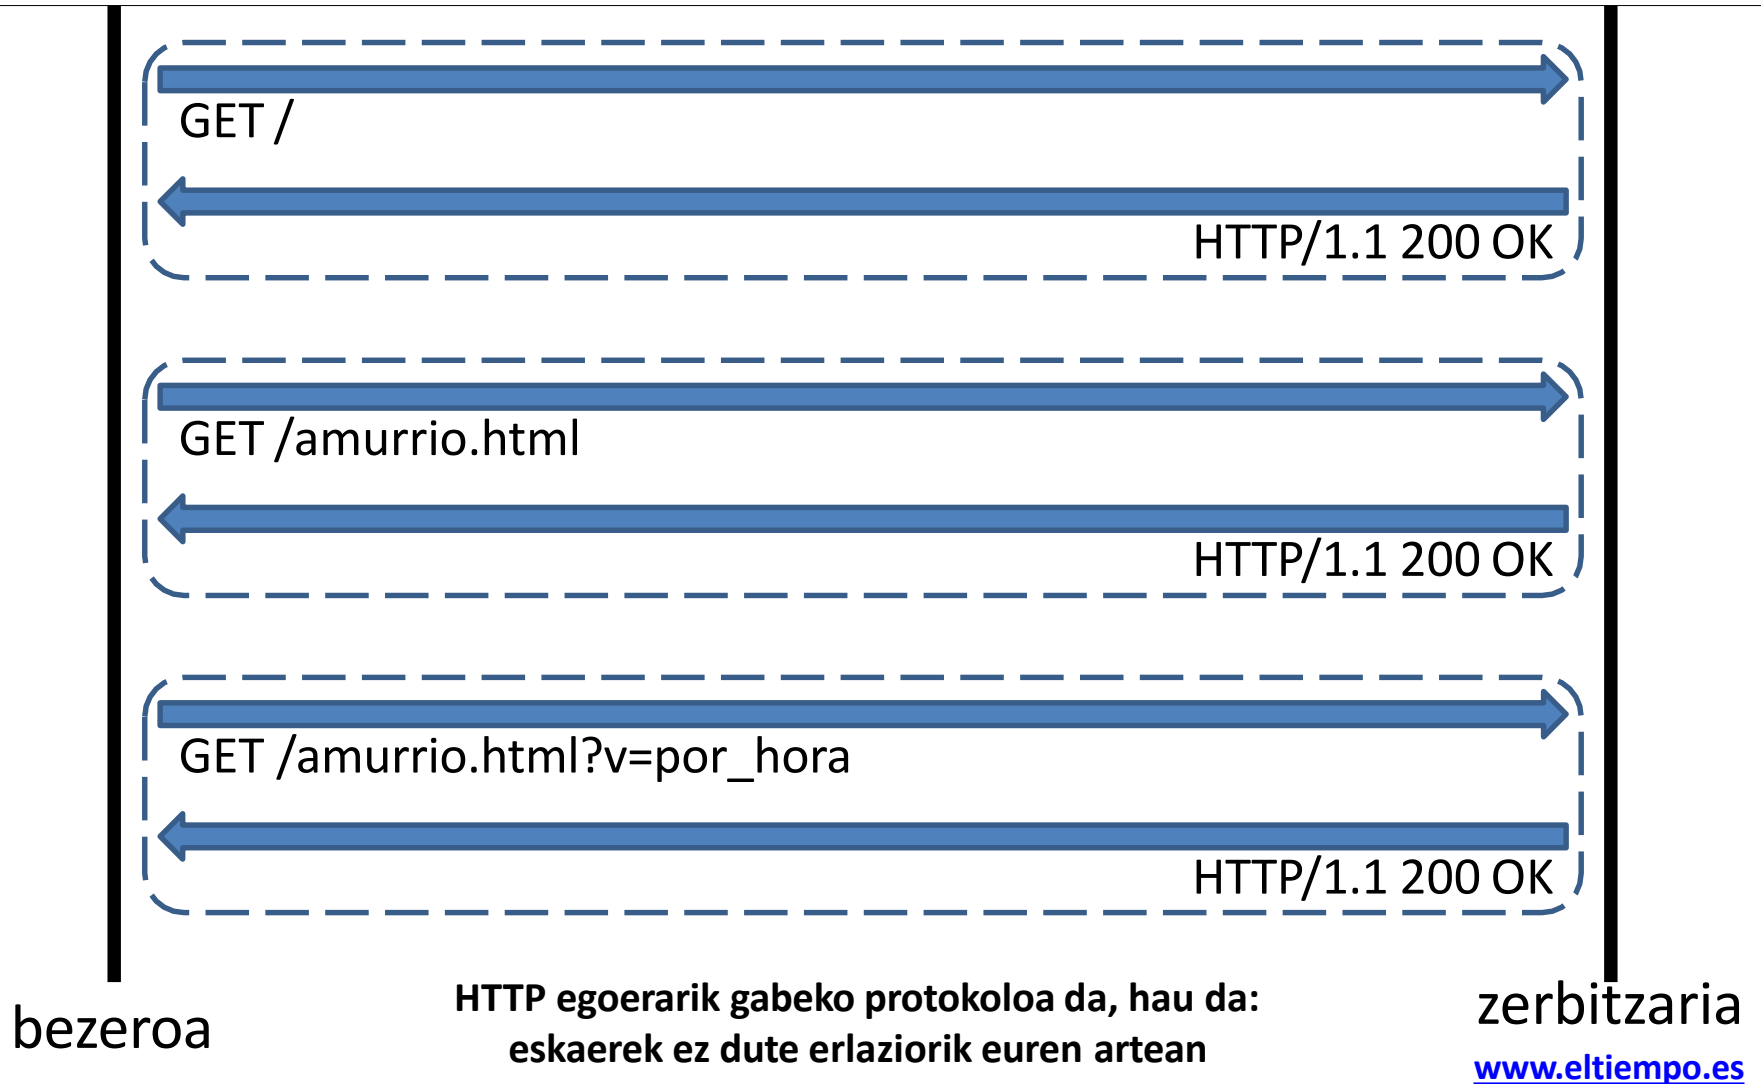 GET /
HTTP/1.1 200 OK
GET /amurrio.html
HTTP/1.1 200 OK
GET /amurrio.html?v=por_hora
HTTP/1.1 200 OK
bezeroa
HTTP egoerarik gabeko protokoloa da, hau da:
eskaerek ez dute erlaziorik euren artean
zerbitzaria
www.eltiempo.es